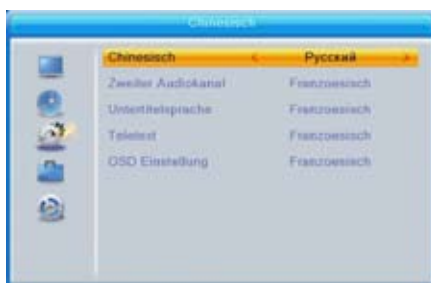 Chinesisch
Chinesisch < Русский >
Zweiter Audiokanal Franzoesisch
Untertitelsprache Franzoesisch
Teletext Franzoesisch
OSD Einstellung Franzoesisch